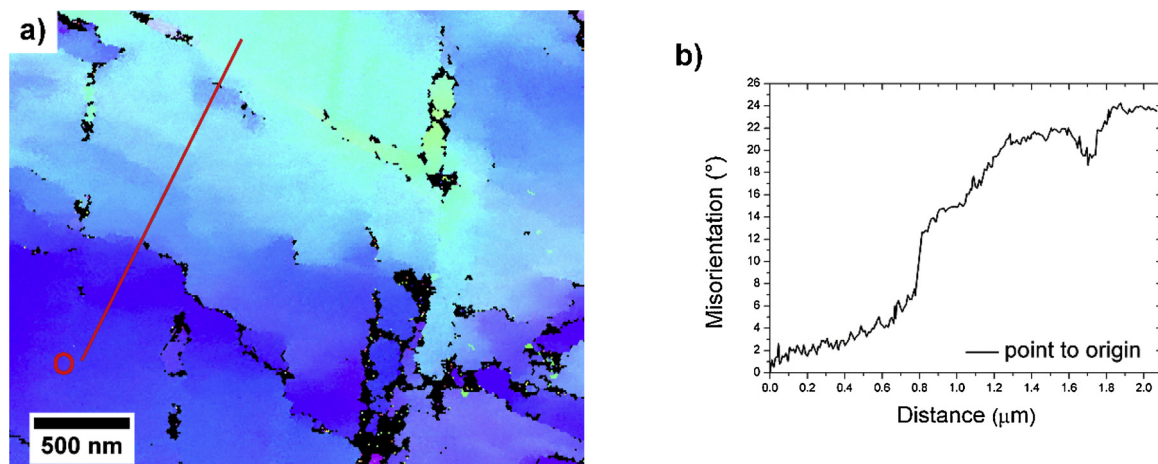 a)
O
500 nm
b)
26
24
22
20
18
16
14
12
10
8
6
4
2
0
Misorientation (°)
point to origin
0.0 0.2 0.4 0.6 0.8 1.0 1.2 1.4 1.6 1.8 2.0
Distance (μm)